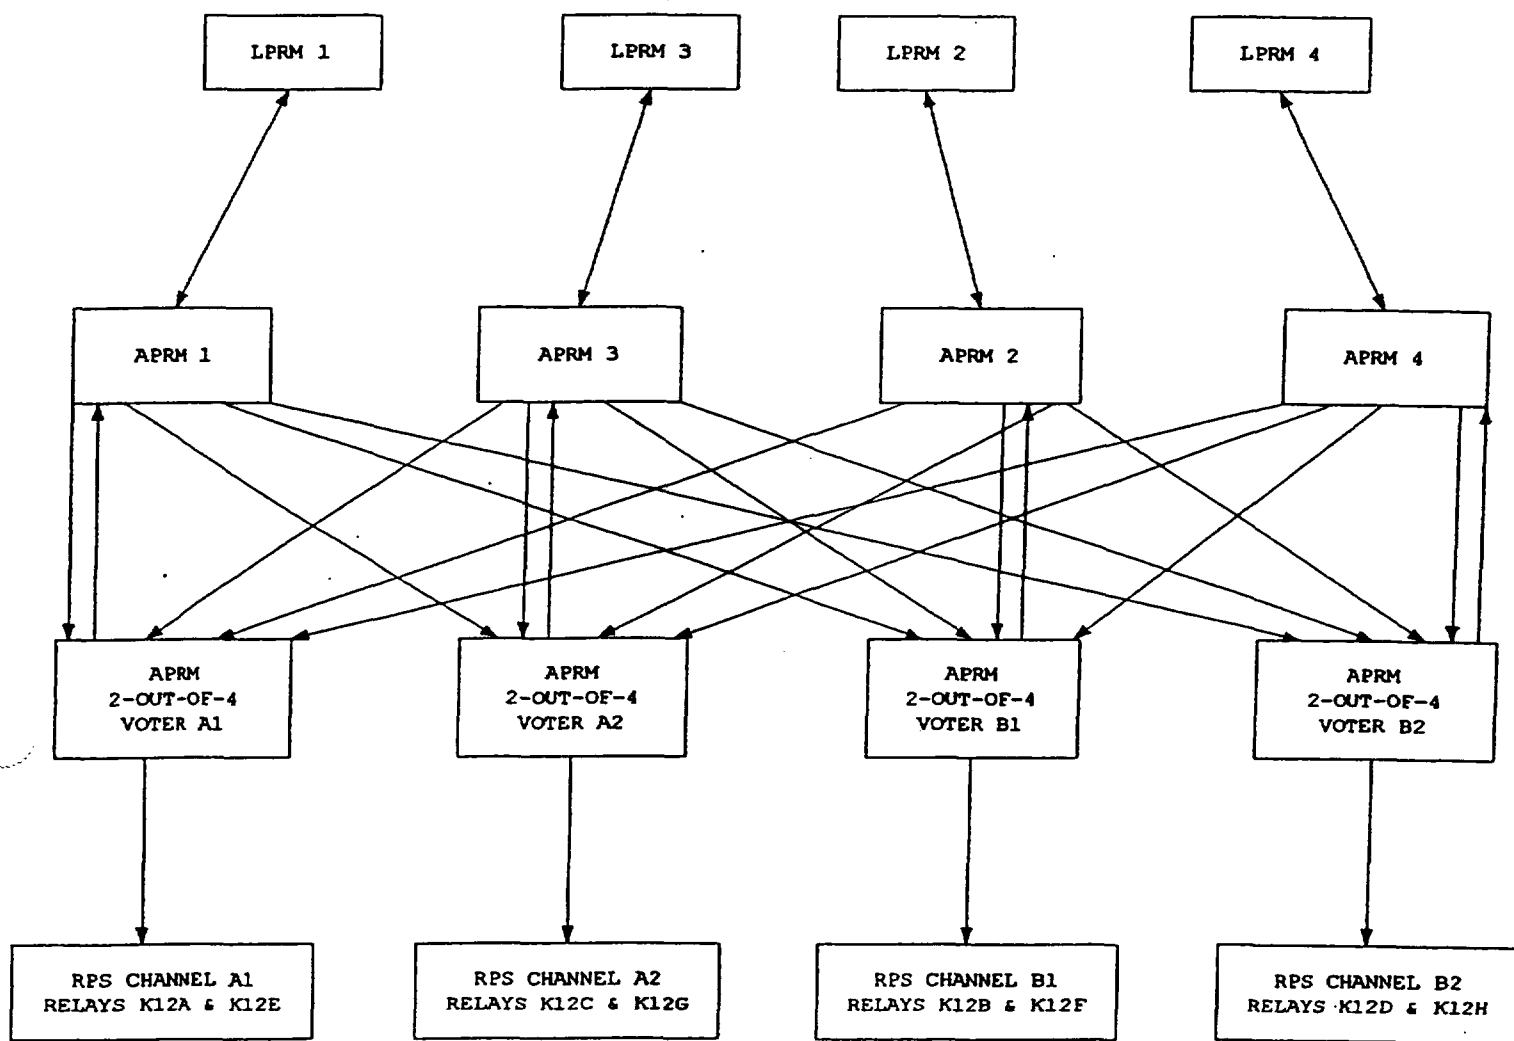 LPRM 1
LPRM 3
LPRM 2
LPRM 4
APRM 1
APRM 3
APRM 2
APRM 4
APRM
2-OUT-OF-4
VOTER A1
APRM
2-OUT-OF-4
VOTER A2
APRM
2-OUT-OF-4
VOTER B1
APRM
2-OUT-OF-4
VOTER B2
RPS CHANNEL A1
RELAYS K12A & K12E
RPS CHANNEL A2
RELAYS K12C & K12G
RPS CHANNEL B1
RELAYS K12B & K12F
RPS CHANNEL B2
RELAYS K12D & K12H